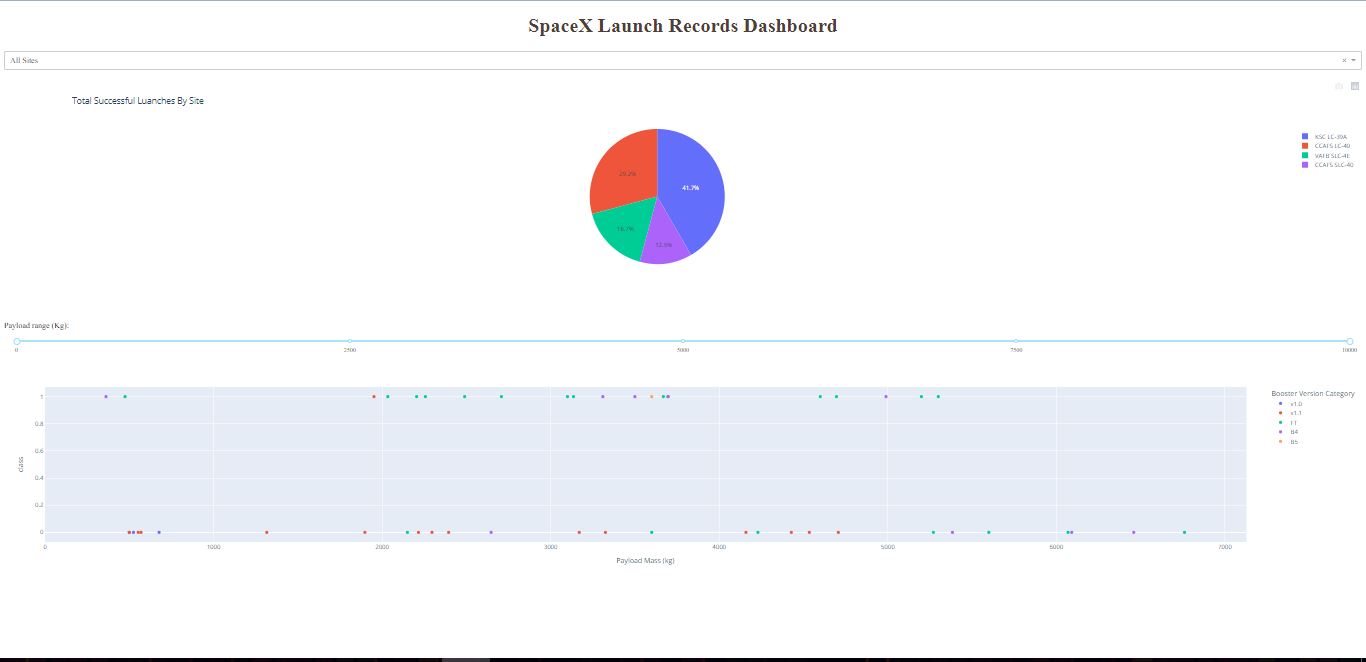 SpaceX Launch Records Dashboard
All Sites
× 
Total Successful Luanches By Site
KSC LC-39A
CCAFS LC-40
VAFB SLC-4E
CCAFS SLC-40
29.2%
41.7%
16.7%
12.5%
Payload range (Kg):
0 2500 5000 7500 10000
Booster Version Category
v1.0
v1.1
FT
B4
B5
1
0.8
0.6
0.4
0.2
0
class
0 1000 2000 3000 4000 5000 6000 7000
Payload Mass (kg)